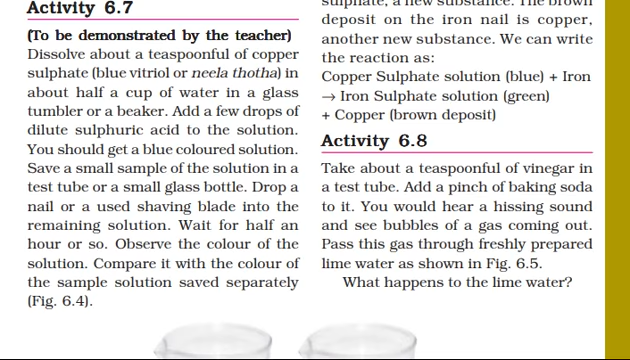 Activity 6.7
(To be demonstrated by the teacher)
Dissolve about a teaspoonful of copper
sulphate (blue vitriol or neela thotha) in
about half a cup of water in a glass
tumbler or a beaker. Add a few drops of
dilute sulphuric acid to the solution.
You should get a blue coloured solution.
Save a small sample of the solution in a
test tube or a small glass bottle. Drop a
nail or a used shaving blade into the
remaining solution. Wait for half an
hour or so. Observe the colour of the
solution. Compare it with the colour of
the sample solution saved separately
(Fig. 6.4).
sulphate, a new substance. The brown
deposit on the iron nail is copper,
another new substance. We can write
the reaction as:
Copper Sulphate solution (blue) + Iron
→ Iron Sulphate solution (green)
+ Copper (brown deposit)
Activity 6.8
Take about a teaspoonful of vinegar in
a test tube. Add a pinch of baking soda
to it. You would hear a hissing sound
and see bubbles of a gas coming out.
Pass this gas through freshly prepared
lime water as shown in Fig. 6.5.
What happens to the lime water?